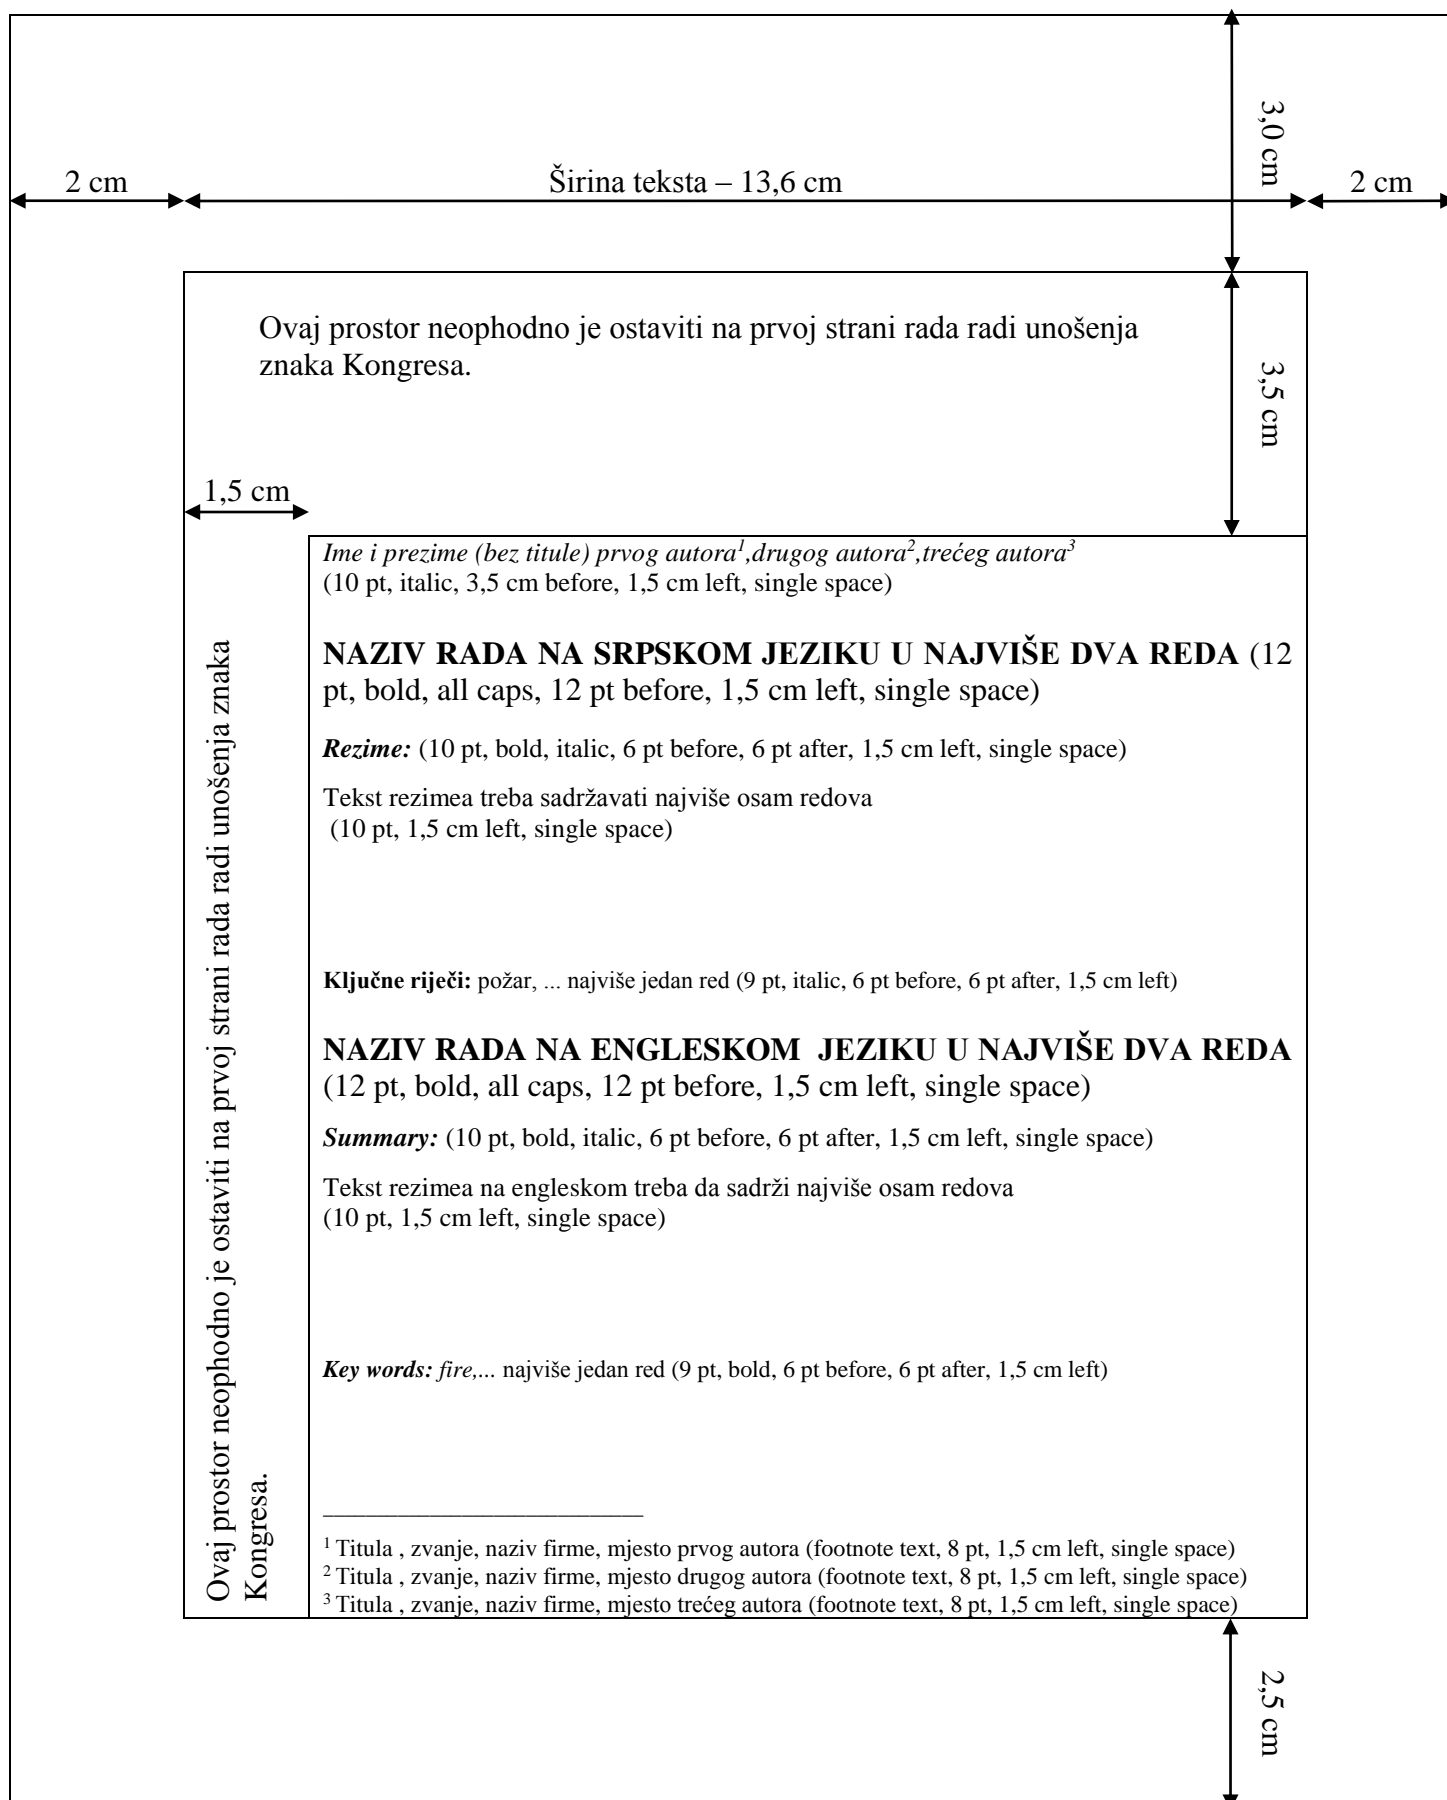 3,0 cm
2 cm
Širina teksta – 13,6 cm
2 cm
Ovaj prostor neophodno je ostaviti na prvoj strani rada radi unošenja
znaka Kongresa.
3,5 cm
1,5 cm
Ime i prezime (bez titule) prvog autora¹,drugog autora²,trećeg autora³
(10 pt, italic, 3,5 cm before, 1,5 cm left, single space)
NAZIV RADA NA SRPSKOM JEZIKU U NAJVIŠE DVA REDA (12
pt, bold, all caps, 12 pt before, 1,5 cm left, single space)
Rezime: (10 pt, bold, italic, 6 pt before, 6 pt after, 1,5 cm left, single space)
Tekst rezimea treba sadržavati najviše osam redova
(10 pt, 1,5 cm left, single space)
Ključne riječi: požar, ... najviše jedan red (9 pt, italic, 6 pt before, 6 pt after, 1,5 cm left)
NAZIV RADA NA ENGLESKOM  JEZIKU U NAJVIŠE DVA REDA
(12 pt, bold, all caps, 12 pt before, 1,5 cm left, single space)
Summary: (10 pt, bold, italic, 6 pt before, 6 pt after, 1,5 cm left, single space)
Tekst rezimea na engleskom treba da sadrži najviše osam redova
(10 pt, 1,5 cm left, single space)
Key words: fire,... najviše jedan red (9 pt, bold, 6 pt before, 6 pt after, 1,5 cm left)
¹ Titula , zvanje, naziv firme, mjesto prvog autora (footnote text, 8 pt, 1,5 cm left, single space)
² Titula , zvanje, naziv firme, mjesto drugog autora (footnote text, 8 pt, 1,5 cm left, single space)
³ Titula , zvanje, naziv firme, mjesto trećeg autora (footnote text, 8 pt, 1,5 cm left, single space)
Ovaj prostor neophodno je ostaviti na prvoj strani rada radi unošenja znaka
Kongresa.
2,5 cm